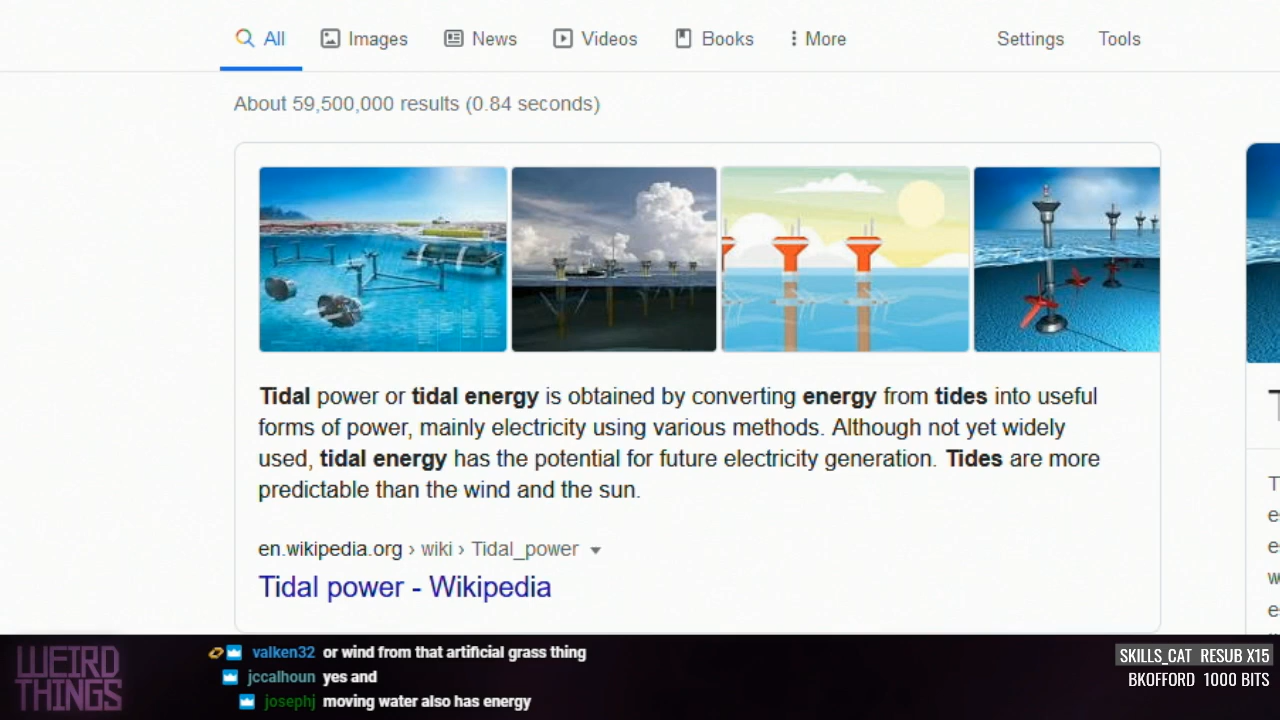 All Images News Videos Books More Settings Tools
About 59,500,000 results (0.84 seconds)
Tidal power or tidal energy is obtained by converting energy from tides into useful
forms of power, mainly electricity using various methods. Although not yet widely
used, tidal energy has the potential for future electricity generation. Tides are more
predictable than the wind and the sun.
en.wikipedia.org › wiki › Tidal_power
Tidal power - Wikipedia
WEIRD
THINGS
valken32 or wind from that artificial grass thing
jccalhoun yes and
josephj moving water also has energy
SKILLS_CAT RESUB X15
BKOFFORD 1000 BITS